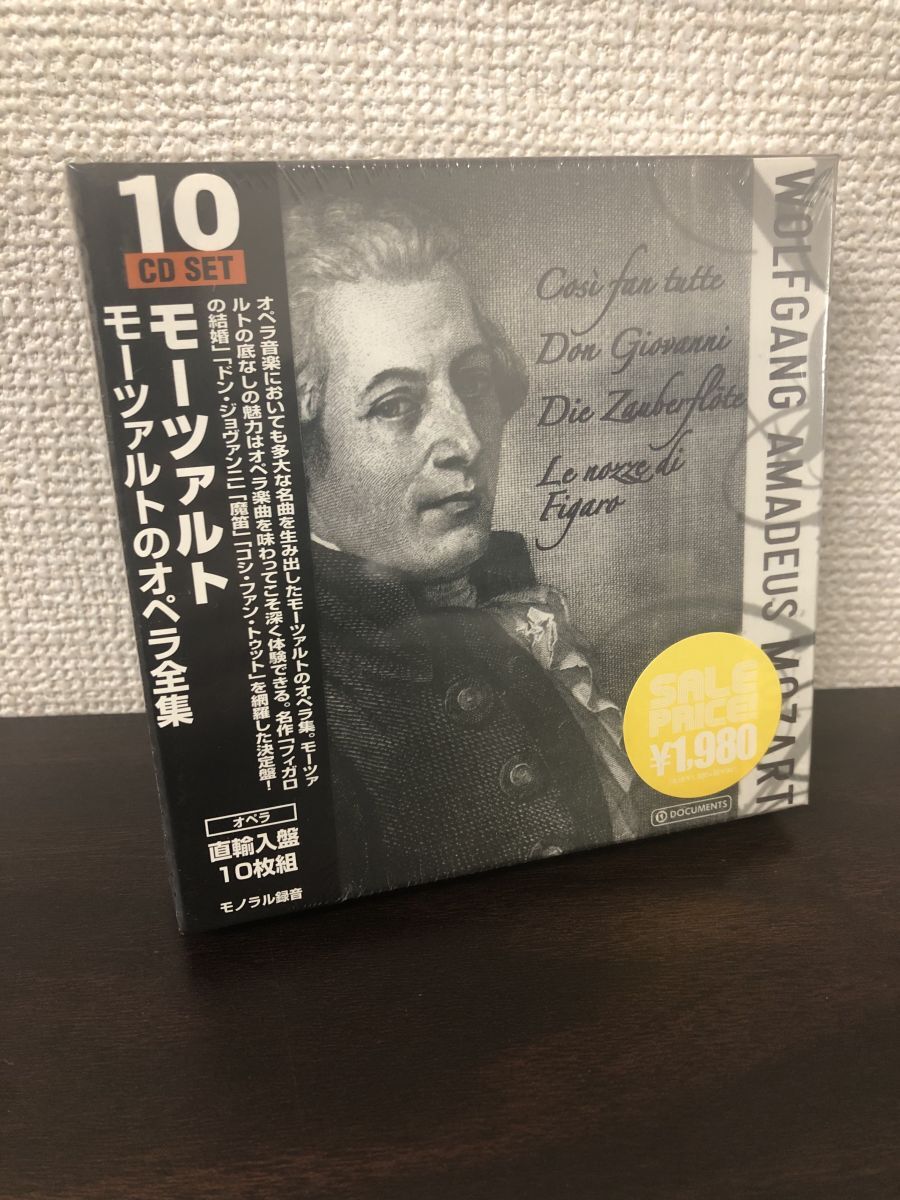 10
CD SET
モーツァルト
モーツァルトのオペラ全集
オペラ音楽においても多大な名曲を生み出したモーツァルトのオペラ集。モーツァ
ルトの底なしの魅力はオペラ楽曲を味わってこそ深く体験できる。名作「フィガロ
の結婚」「ドン・ジョヴァンニ」「魔笛」「コシ・ファン・トゥット」を網羅した決定盤！
オペラ
直輸入盤
10枚組
モノラル録音
Così fan tutte
Don Giovanni
Die Zauberflöte
Le nozze di
Figaro
WOLFGANG AMADEUS MOZART
SALE
PRICE!
¥1,980
DOCUMENTS